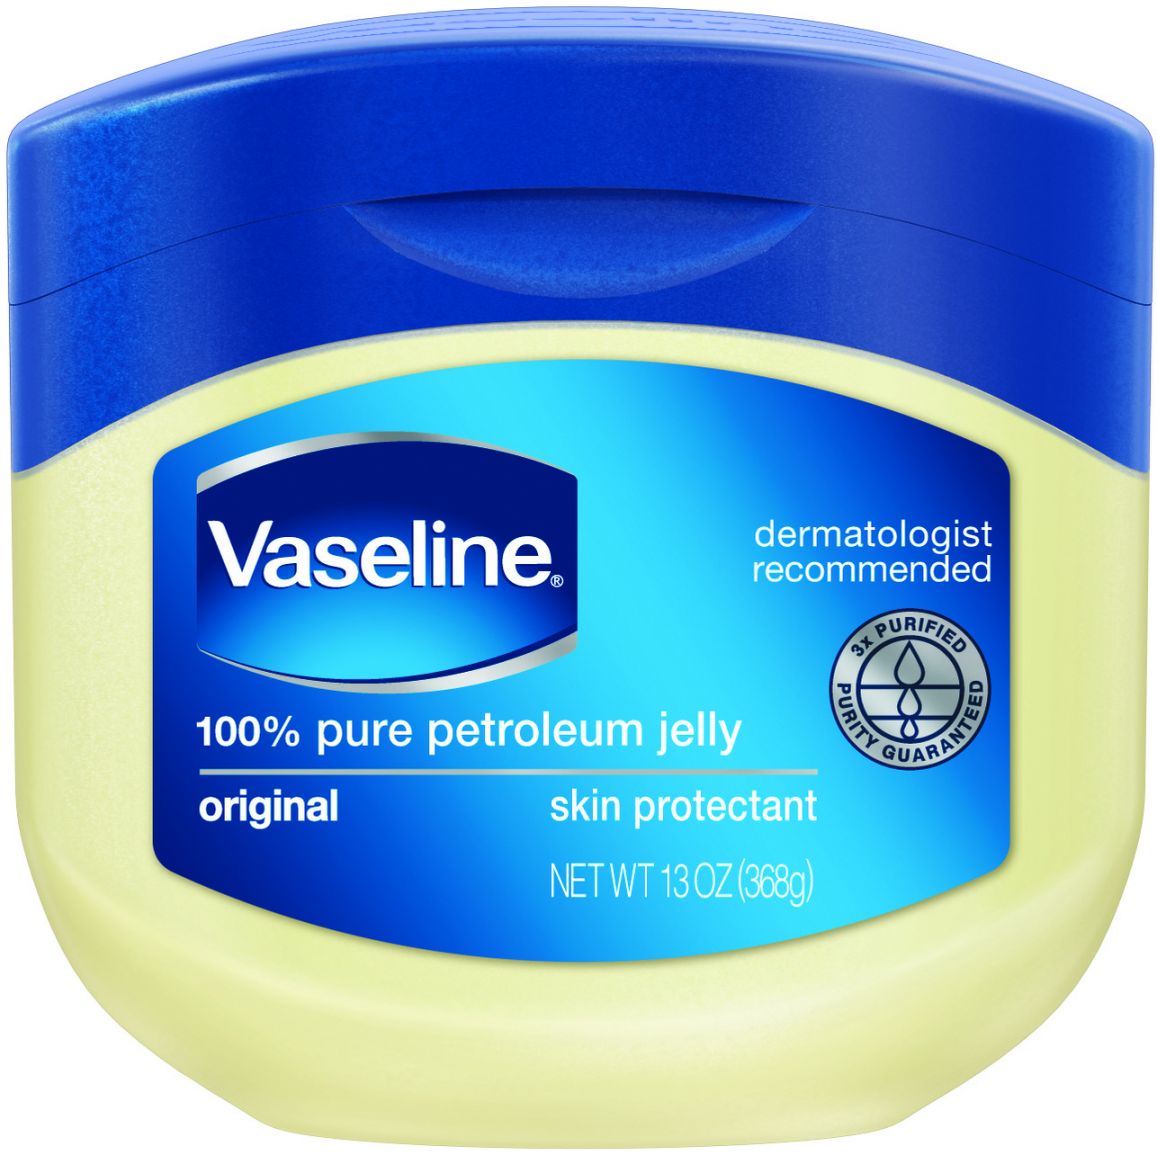 Vaseline®
dermatologist
recommended
3x PURIFIED
PURITY GUARANTEED
100% pure petroleum jelly
original
skin protectant
NET WT 13 OZ (368g)